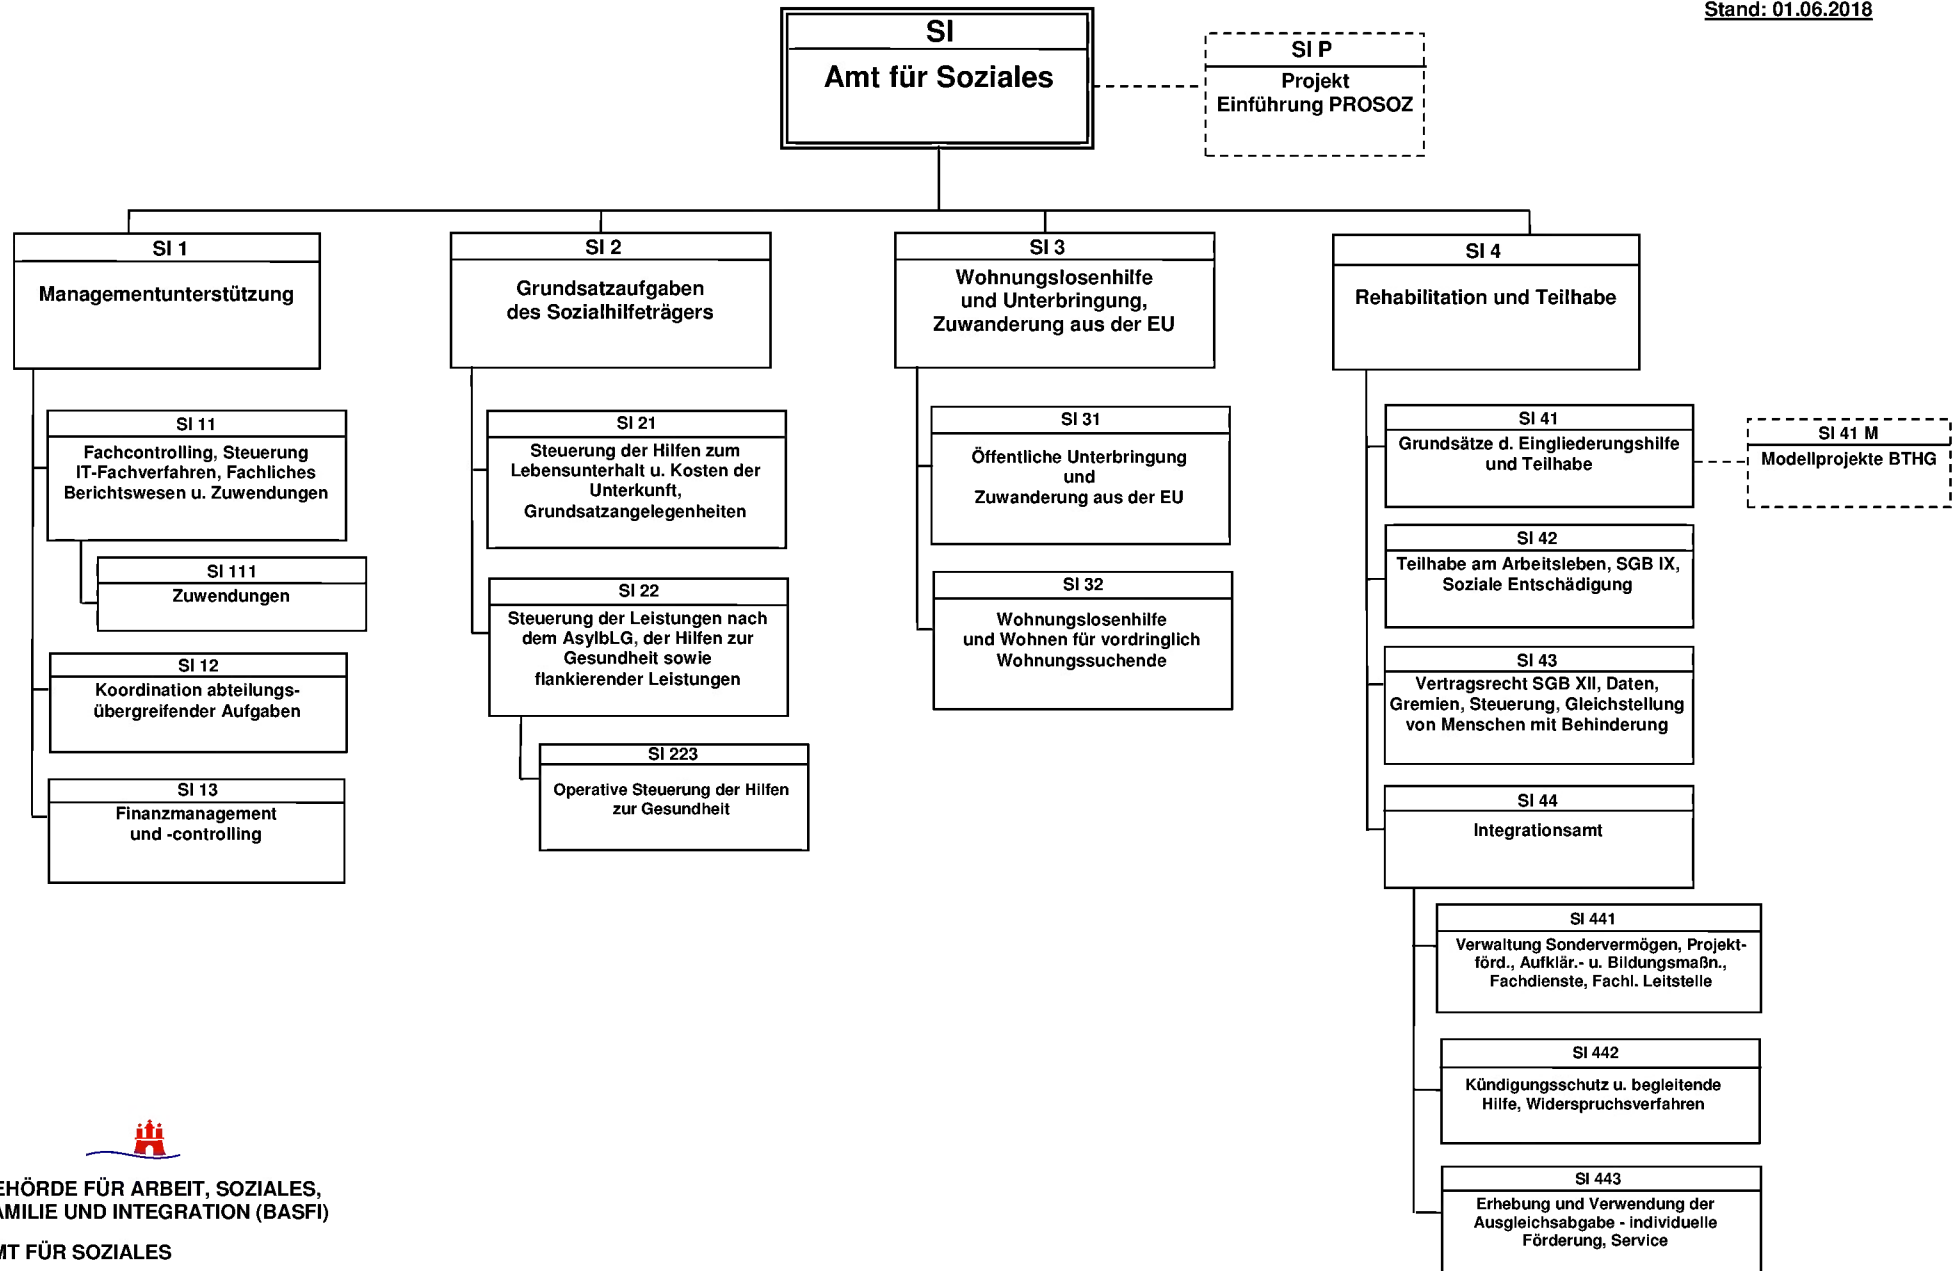 Stand: 01.06.2018
SI
Amt für Soziales
SI P
Projekt
Einführung PROSOZ
SI 1
Managementunterstützung
SI 11
Fachcontrolling, Steuerung
IT-Fachverfahren, Fachliches
Berichtswesen u. Zuwendungen
SI 111
Zuwendungen
SI 12
Koordination abteilungs-
übergreifender Aufgaben
SI 13
Finanzmanagement
und -controlling
SI 2
Grundsatzaufgaben
des Sozialhilfeträgers
SI 21
Steuerung der Hilfen zum
Lebensunterhalt u. Kosten der
Unterkunft,
Grundsatzangelegenheiten
SI 22
Steuerung der Leistungen nach
dem AsylbLG, der Hilfen zur
Gesundheit sowie
flankierender Leistungen
SI 223
Operative Steuerung der Hilfen
zur Gesundheit
SI 3
Wohnungslosenhilfe
und Unterbringung,
Zuwanderung aus der EU
SI 31
Öffentliche Unterbringung
und
Zuwanderung aus der EU
SI 32
Wohnungslosenhilfe
und Wohnen für vordringlich
Wohnungssuchende
SI 4
Rehabilitation und Teilhabe
SI 41
Grundsätze d. Eingliederungshilfe
und Teilhabe
SI 41 M
Modellprojekte BTHG
SI 42
Teilhabe am Arbeitsleben, SGB IX,
Soziale Entschädigung
SI 43
Vertragsrecht SGB XII, Daten,
Gremien, Steuerung, Gleichstellung
von Menschen mit Behinderung
SI 44
Integrationsamt
SI 441
Verwaltung Sondervermögen, Projekt-
förd., Aufklär.- u. Bildungsmaßn.,
Fachdienste, Fachl. Leitstelle
SI 442
Kündigungsschutz u. begleitende
Hilfe, Widerspruchsverfahren
SI 443
Erhebung und Verwendung der
Ausgleichsabgabe - individuelle
Förderung, Service
EHÖRDE FÜR ARBEIT, SOZIALES,
AMILIE UND INTEGRATION (BASFI)
MT FÜR SOZIALES